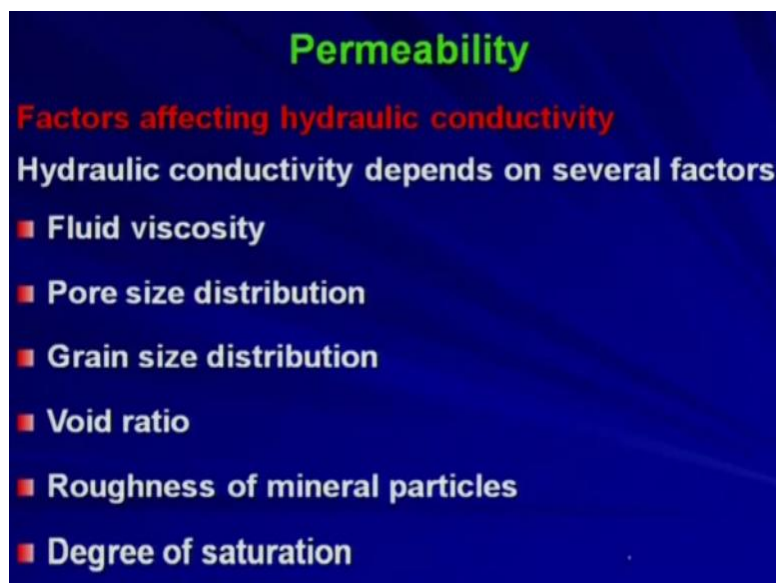 Permeability
Factors affecting hydraulic conductivity
Hydraulic conductivity depends on several factors
Fluid viscosity
Pore size distribution
Grain size distribution
Void ratio
Roughness of mineral particles
Degree of saturation